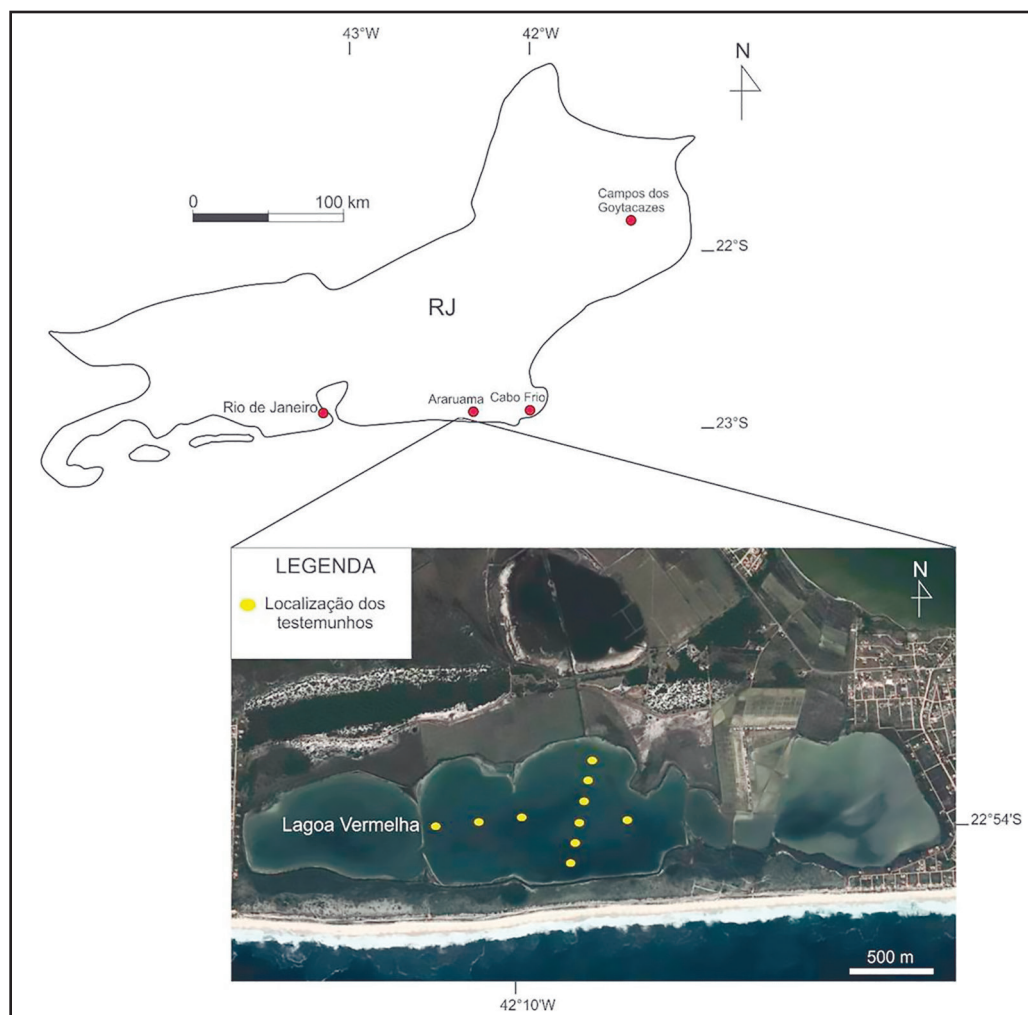 43°W
42°W
N
0
100 km
Campos dos
Goytacazes
22°S
RJ
Rio de Janeiro
Araruama
Cabo Frio
23°S
LEGENDA
Localização dos
testemunhos
N
Lagoa Vermelha
22°54'S
500 m
42°10'W